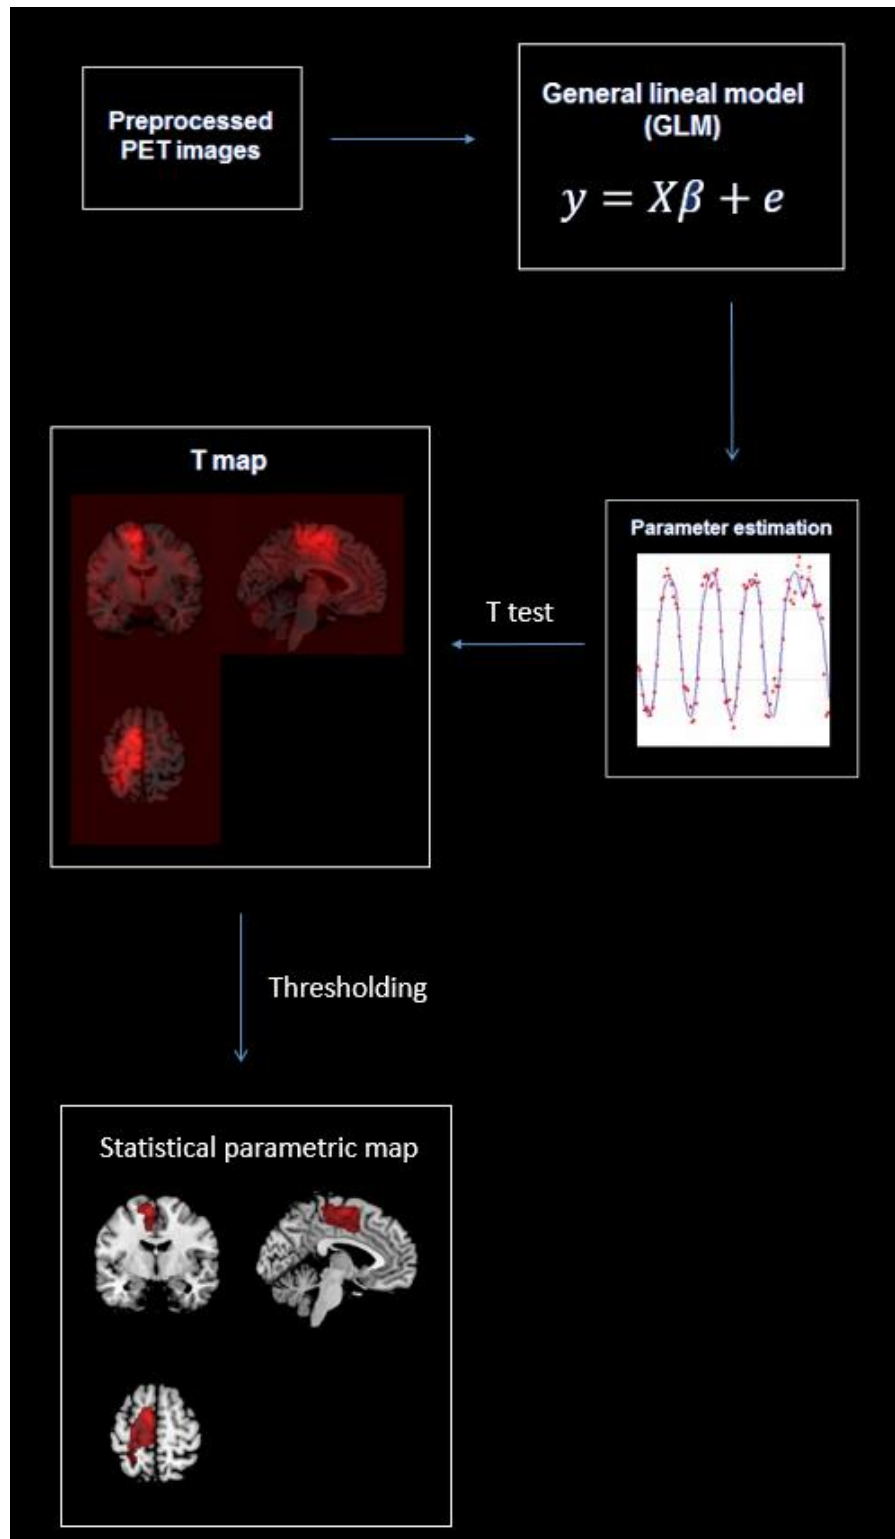 Preprocessed
PET images
General lineal model
(GLM)
y = Xβ + e
Parameter estimation
T test
T map
Thresholding
Statistical parametric map